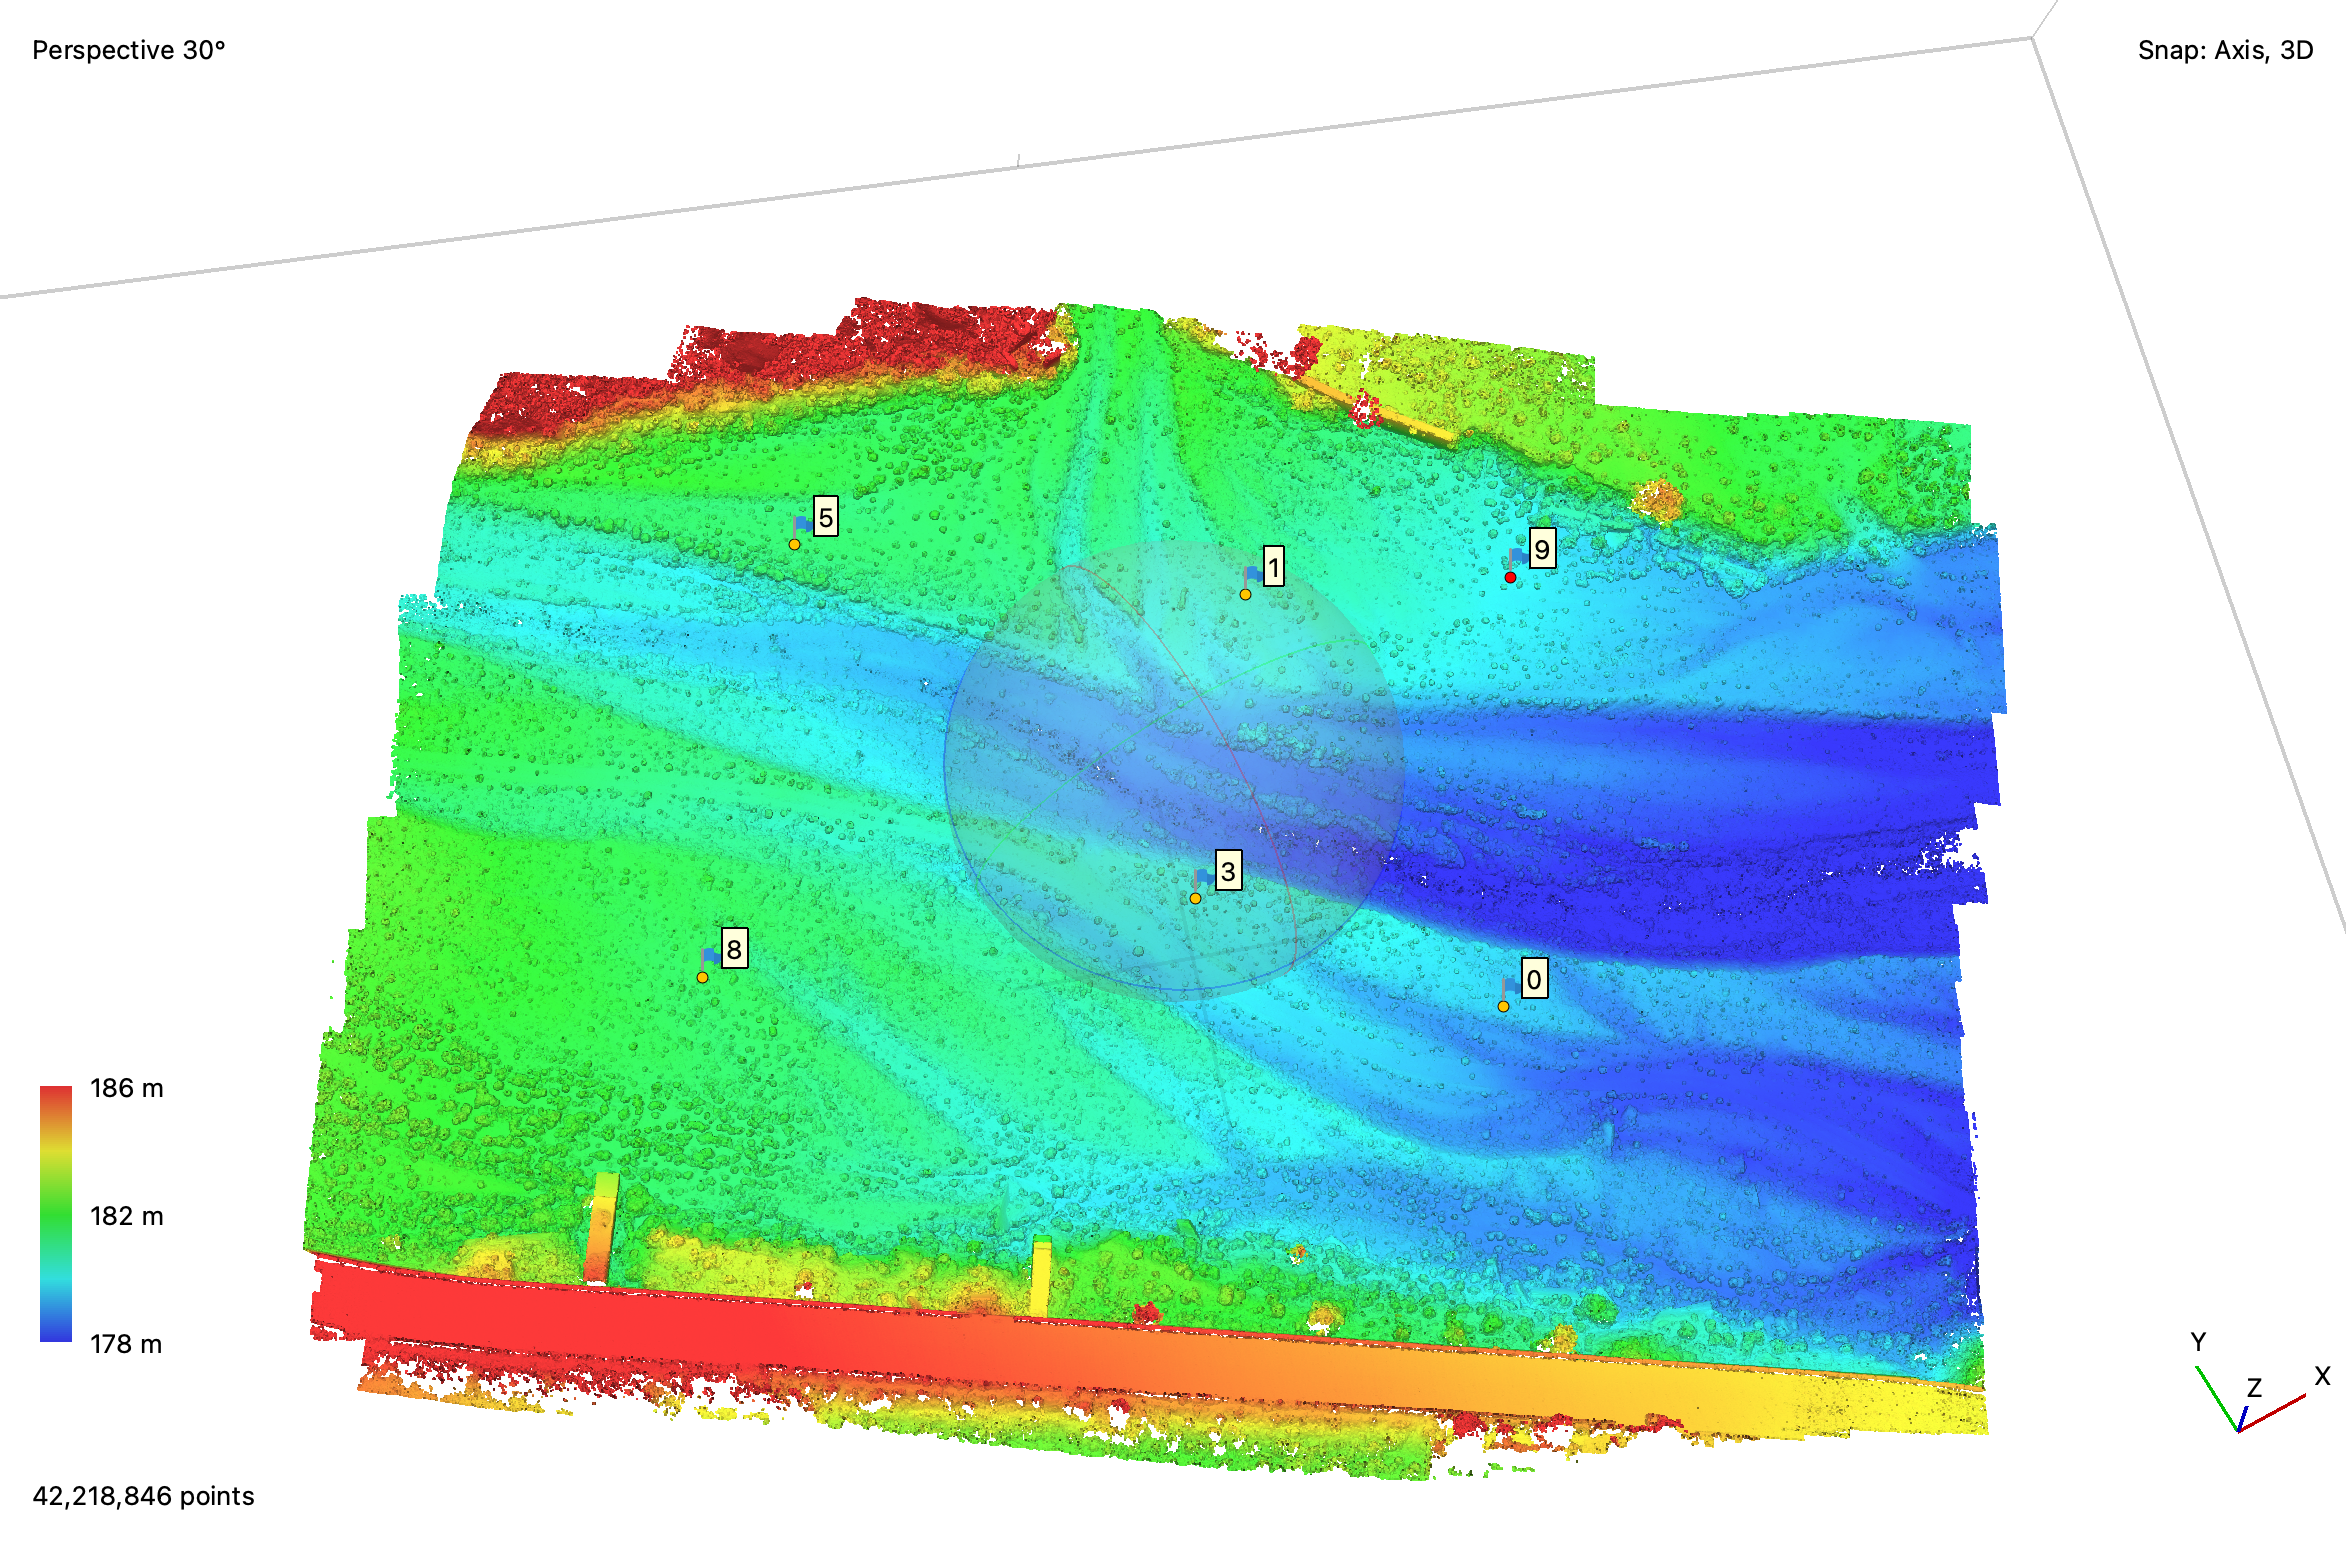 Perspective 30°
Snap: Axis, 3D
5
1
9
3
8
0
186 m
182 m
178 m
Y
Z
X
42,218,846 points